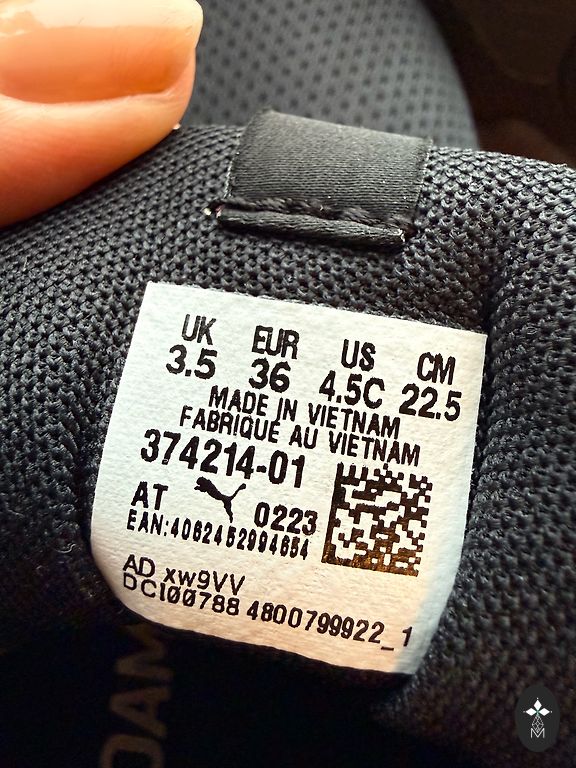 UK EUR US CM
3.5 36 4.5C 22.5
MADE IN VIETNAM
FABRIQUE AU VIETNAM
374214-01
AT 0223
EAN:4062452994654
AD xw9VV
DCI00788 4800799922_1
OAM
M